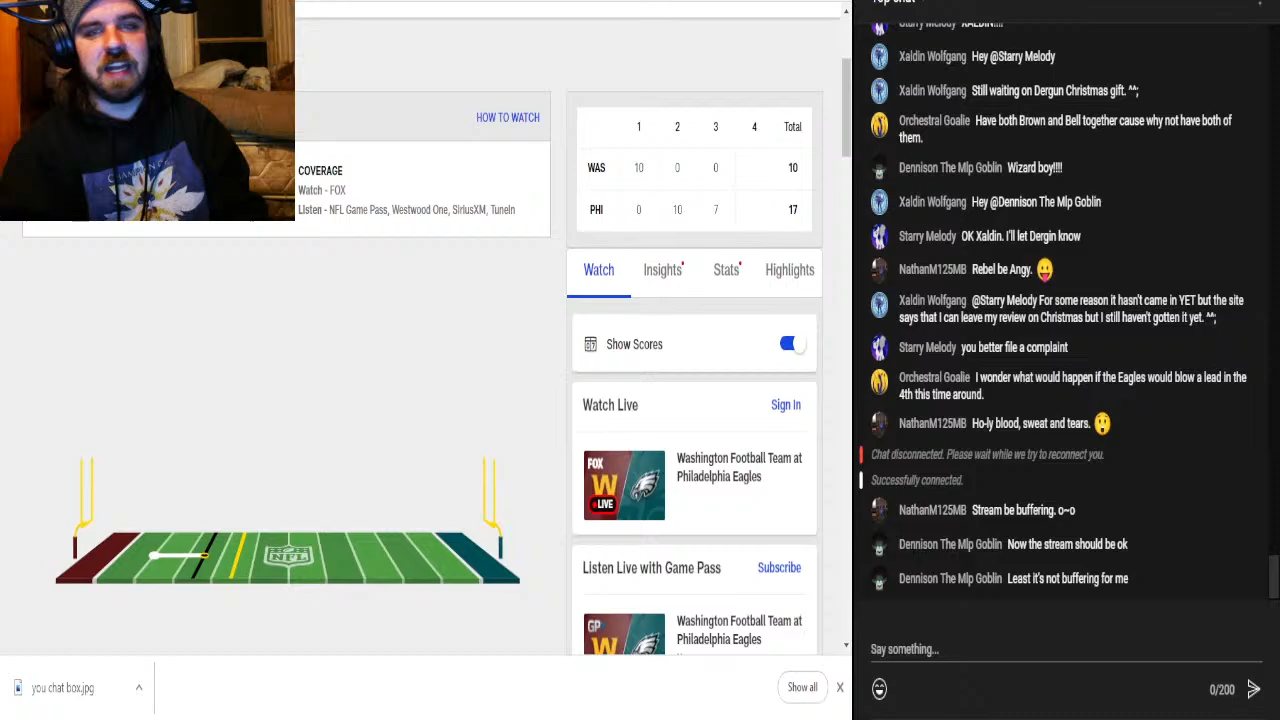 HOW TO WATCH
COVERAGE
Watch - FOX
Listen - NFL Game Pass, Westwood One, SiriusXM, TuneIn
1 2 3 4 Total
WAS 10 0 0 10
PHI 0 10 7 17
Watch Insights Stats Highlights
Show Scores
Watch Live Sign In
FOX
W
LIVE
Washington Football Team at
Philadelphia Eagles
NFL
Listen Live with Game Pass Subscribe
GP
W
Washington Football Team at
Philadelphia Eagles
you chat box.jpg
Show all X
Starry Melody XALDIN!!!!
Xaldin Wolfgang Hey @Starry Melody
Xaldin Wolfgang Still waiting on Dergun Christmas gift. ^^;
Orchestral Goalie Have both Brown and Bell together cause why not have both of
them.
Dennison The Mlp Goblin Wizard boy!!!!
Xaldin Wolfgang Hey @Dennison The Mlp Goblin
Starry Melody OK Xaldin. I'll let Dergin know
NathanM125MB Rebel be Angy. 😛
Xaldin Wolfgang @Starry Melody For some reason it hasn't came in YET but the site
says that I can leave my review on Christmas but I still haven't gotten it yet. ^^;
Starry Melody you better file a complaint
Orchestral Goalie I wonder what would happen if the Eagles would blow a lead in the
4th this time around.
NathanM125MB Ho-ly blood, sweat and tears. 😲
Chat disconnected. Please wait while we try to reconnect you.
Successfully connected.
NathanM125MB Stream be buffering. o~o
Dennison The Mlp Goblin Now the stream should be ok
Dennison The Mlp Goblin Least it's not buffering for me
Say something...
0/200